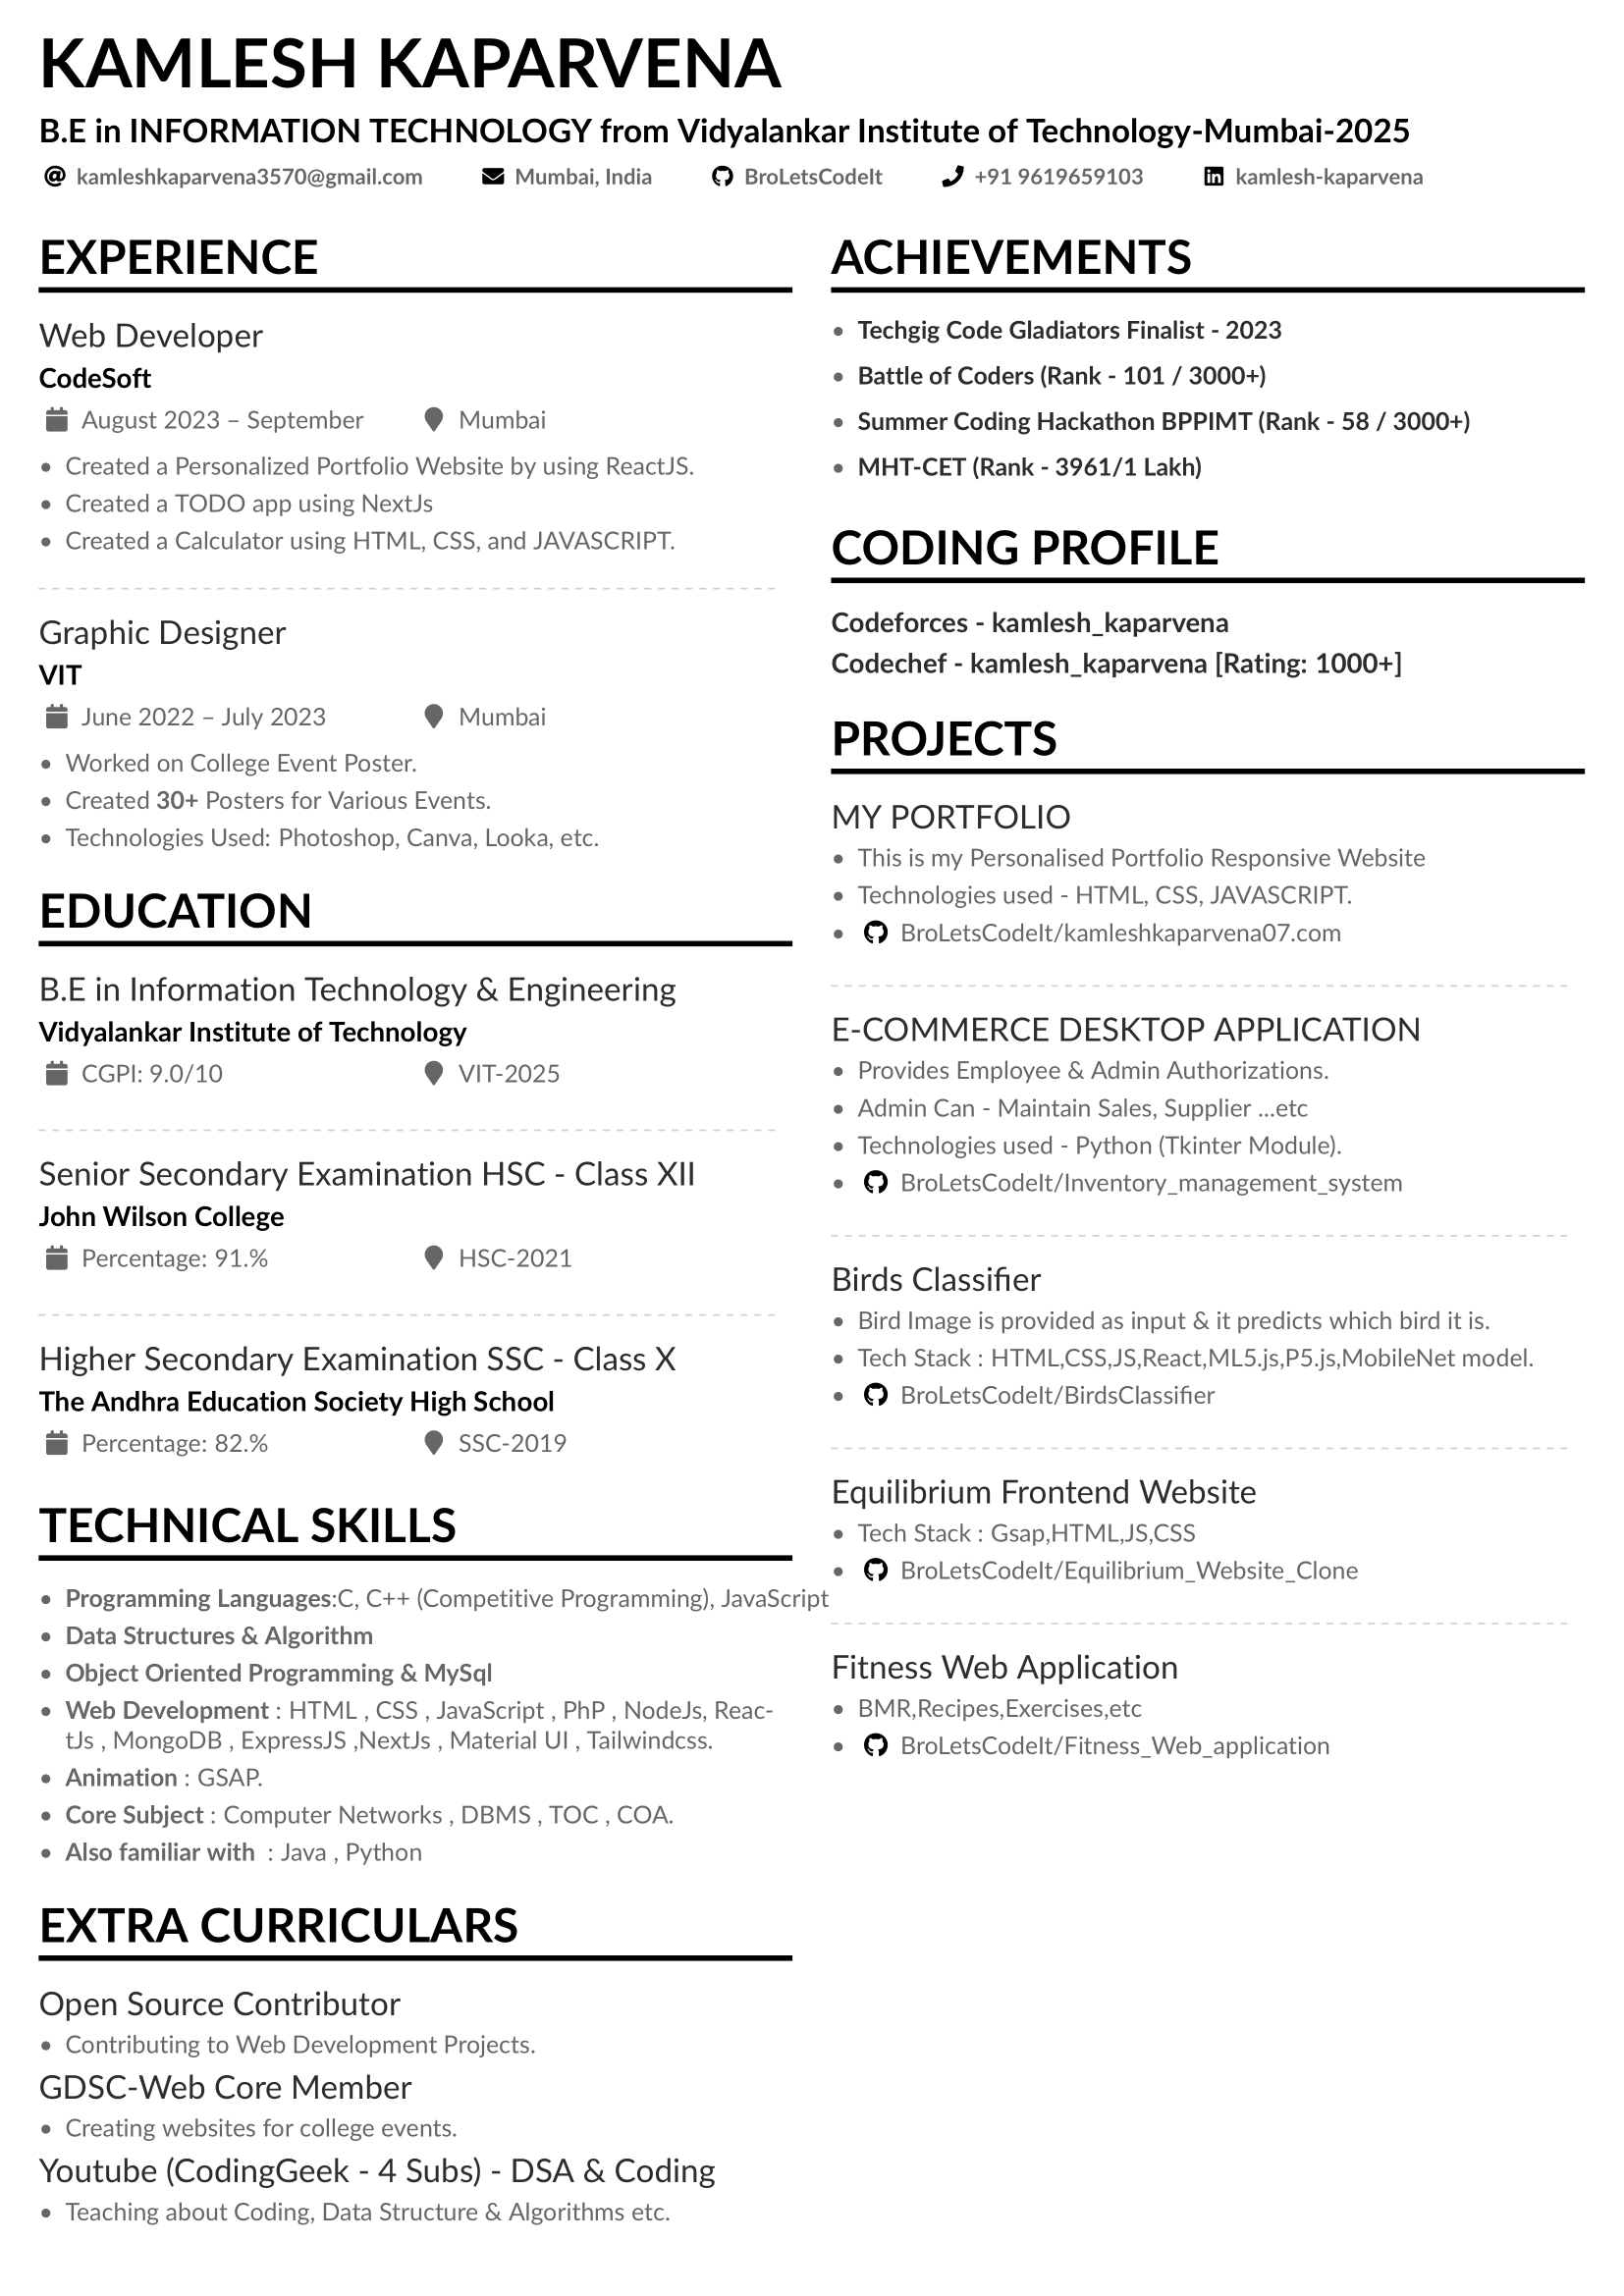 KAMLESH KAPARVENA
B.E in INFORMATION TECHNOLOGY from Vidyalankar Institute of Technology-Mumbai-2025
kamleshkaparvena3570@gmail.com Mumbai, India BroLetsCodeIt +91 9619659103 kamlesh-kaparvena
EXPERIENCE
Web Developer
CodeSoft
August 2023 – September Mumbai
• Created a Personalized Portfolio Website by using ReactJS.
• Created a TODO app using NextJs
• Created a Calculator using HTML, CSS, and JAVASCRIPT.
Graphic Designer
VIT
June 2022 – July 2023 Mumbai
• Worked on College Event Poster.
• Created 30+ Posters for Various Events.
• Technologies Used: Photoshop, Canva, Looka, etc.
EDUCATION
B.E in Information Technology & Engineering
Vidyalankar Institute of Technology
CGPI: 9.0/10 VIT-2025
Senior Secondary Examination HSC - Class XII
John Wilson College
Percentage: 91.% HSC-2021
Higher Secondary Examination SSC - Class X
The Andhra Education Society High School
Percentage: 82.% SSC-2019
TECHNICAL SKILLS
• Programming Languages:C, C++ (Competitive Programming), JavaScript
• Data Structures & Algorithm
• Object Oriented Programming & MySql
• Web Development : HTML , CSS , JavaScript , PhP , NodeJs, Reac-
tJs , MongoDB , ExpressJS ,NextJs , Material UI , Tailwindcss.
• Animation : GSAP.
• Core Subject : Computer Networks , DBMS , TOC , COA.
• Also familiar with : Java , Python
EXTRA CURRICULARS
Open Source Contributor
• Contributing to Web Development Projects.
GDSC-Web Core Member
• Creating websites for college events.
Youtube (CodingGeek - 4 Subs) - DSA & Coding
• Teaching about Coding, Data Structure & Algorithms etc.
ACHIEVEMENTS
• Techgig Code Gladiators Finalist - 2023
• Battle of Coders (Rank - 101 / 3000+)
• Summer Coding Hackathon BPPIMT (Rank - 58 / 3000+)
• MHT-CET (Rank - 3961/1 Lakh)
CODING PROFILE
Codeforces - kamlesh_kaparvena
Codechef - kamlesh_kaparvena [Rating: 1000+]
PROJECTS
MY PORTFOLIO
• This is my Personalised Portfolio Responsive Website
• Technologies used - HTML, CSS, JAVASCRIPT.
• BroLetsCodeIt/kamleshkaparvena07.com
E-COMMERCE DESKTOP APPLICATION
• Provides Employee & Admin Authorizations.
• Admin Can - Maintain Sales, Supplier ...etc
• Technologies used - Python (Tkinter Module).
• BroLetsCodeIt/Inventory_management_system
Birds Classifier
• Bird Image is provided as input & it predicts which bird it is.
• Tech Stack : HTML,CSS,JS,React,ML5.js,P5.js,MobileNet model.
• BroLetsCodeIt/BirdsClassifier
Equilibrium Frontend Website
• Tech Stack : Gsap,HTML,JS,CSS
• BroLetsCodeIt/Equilibrium_Website_Clone
Fitness Web Application
• BMR,Recipes,Exercises,etc
• BroLetsCodeIt/Fitness_Web_application